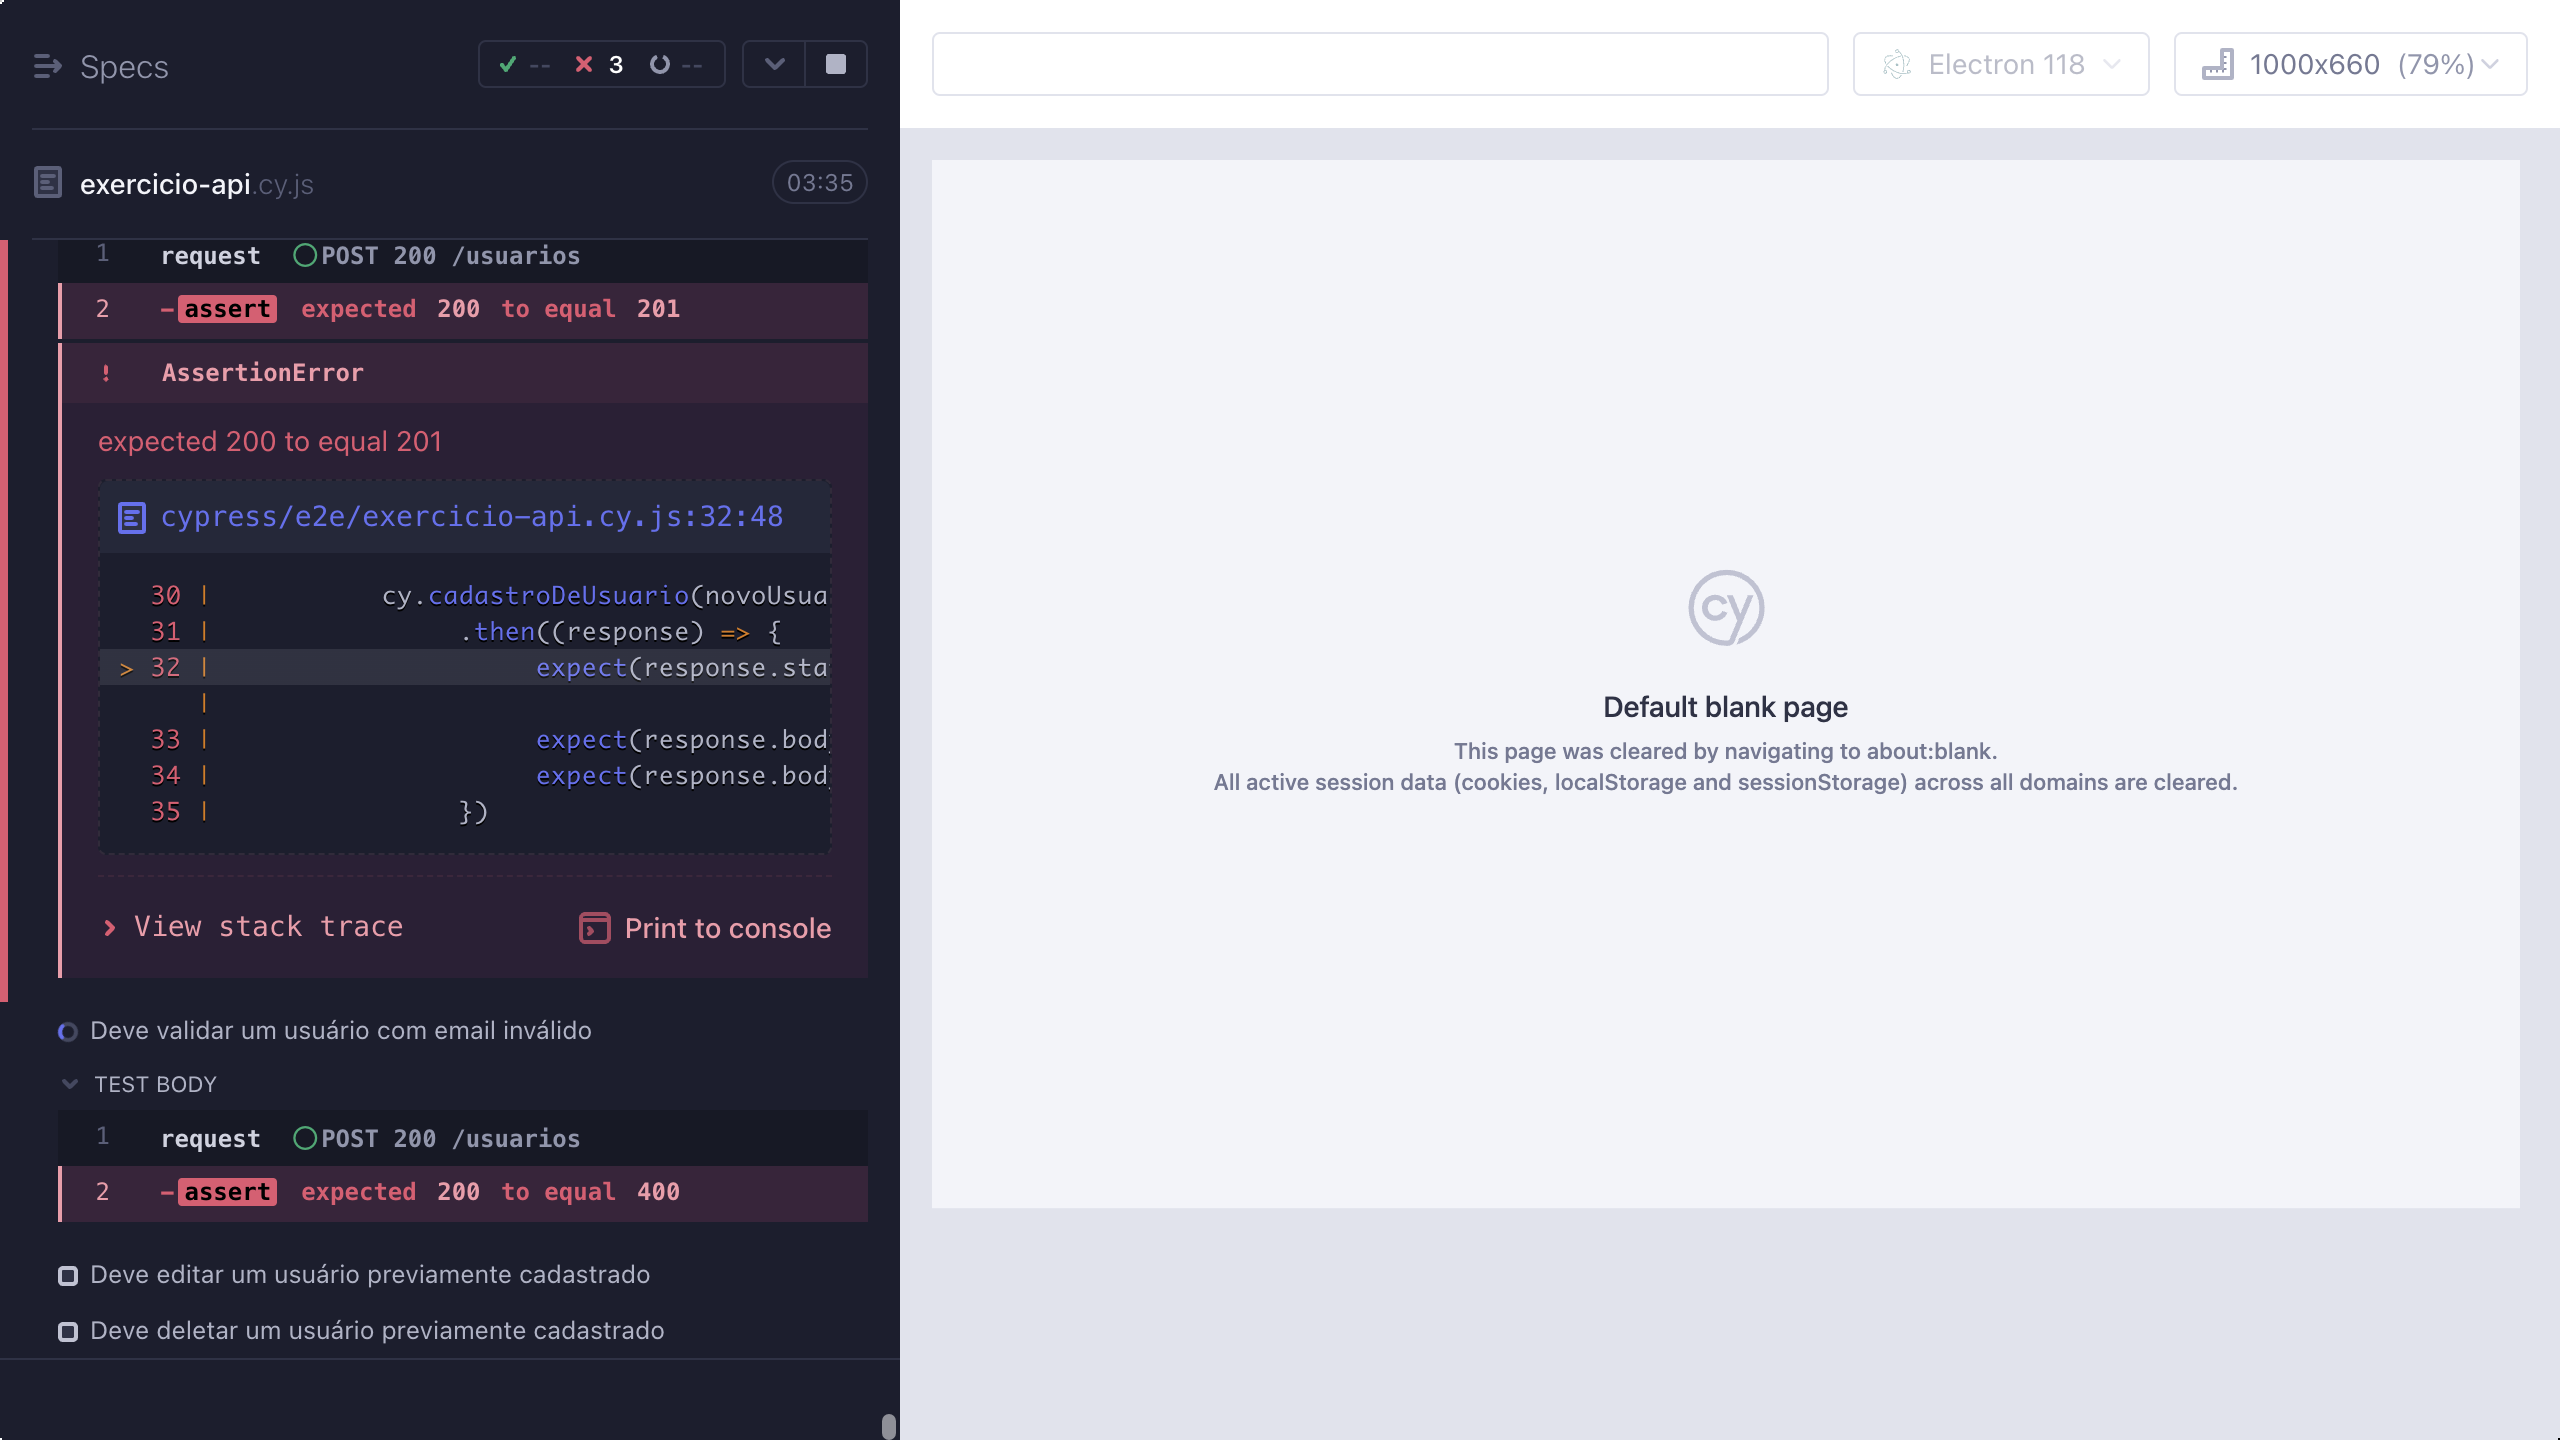 Specs
-- 3 --
exercicio-api.cy.js 03:35
1 request POST 200 /usuarios
2 -assert expected 200 to equal 201
! AssertionError
expected 200 to equal 201
cypress/e2e/exercicio-api.cy.js:32:48
30 | cy.cadastroDeUsuario(novoUsua
31 | .then((response) => {
> 32 | expect(response.sta
|
33 | expect(response.bod
34 | expect(response.bod
35 | })
> View stack trace Print to console
Deve validar um usuário com email inválido
TEST BODY
1 request POST 200 /usuarios
2 -assert expected 200 to equal 400
Deve editar um usuário previamente cadastrado
Deve deletar um usuário previamente cadastrado
Electron 118 1000x660 (79%)
cy
Default blank page
This page was cleared by navigating to about:blank.
All active session data (cookies, localStorage and sessionStorage) across all domains are cleared.